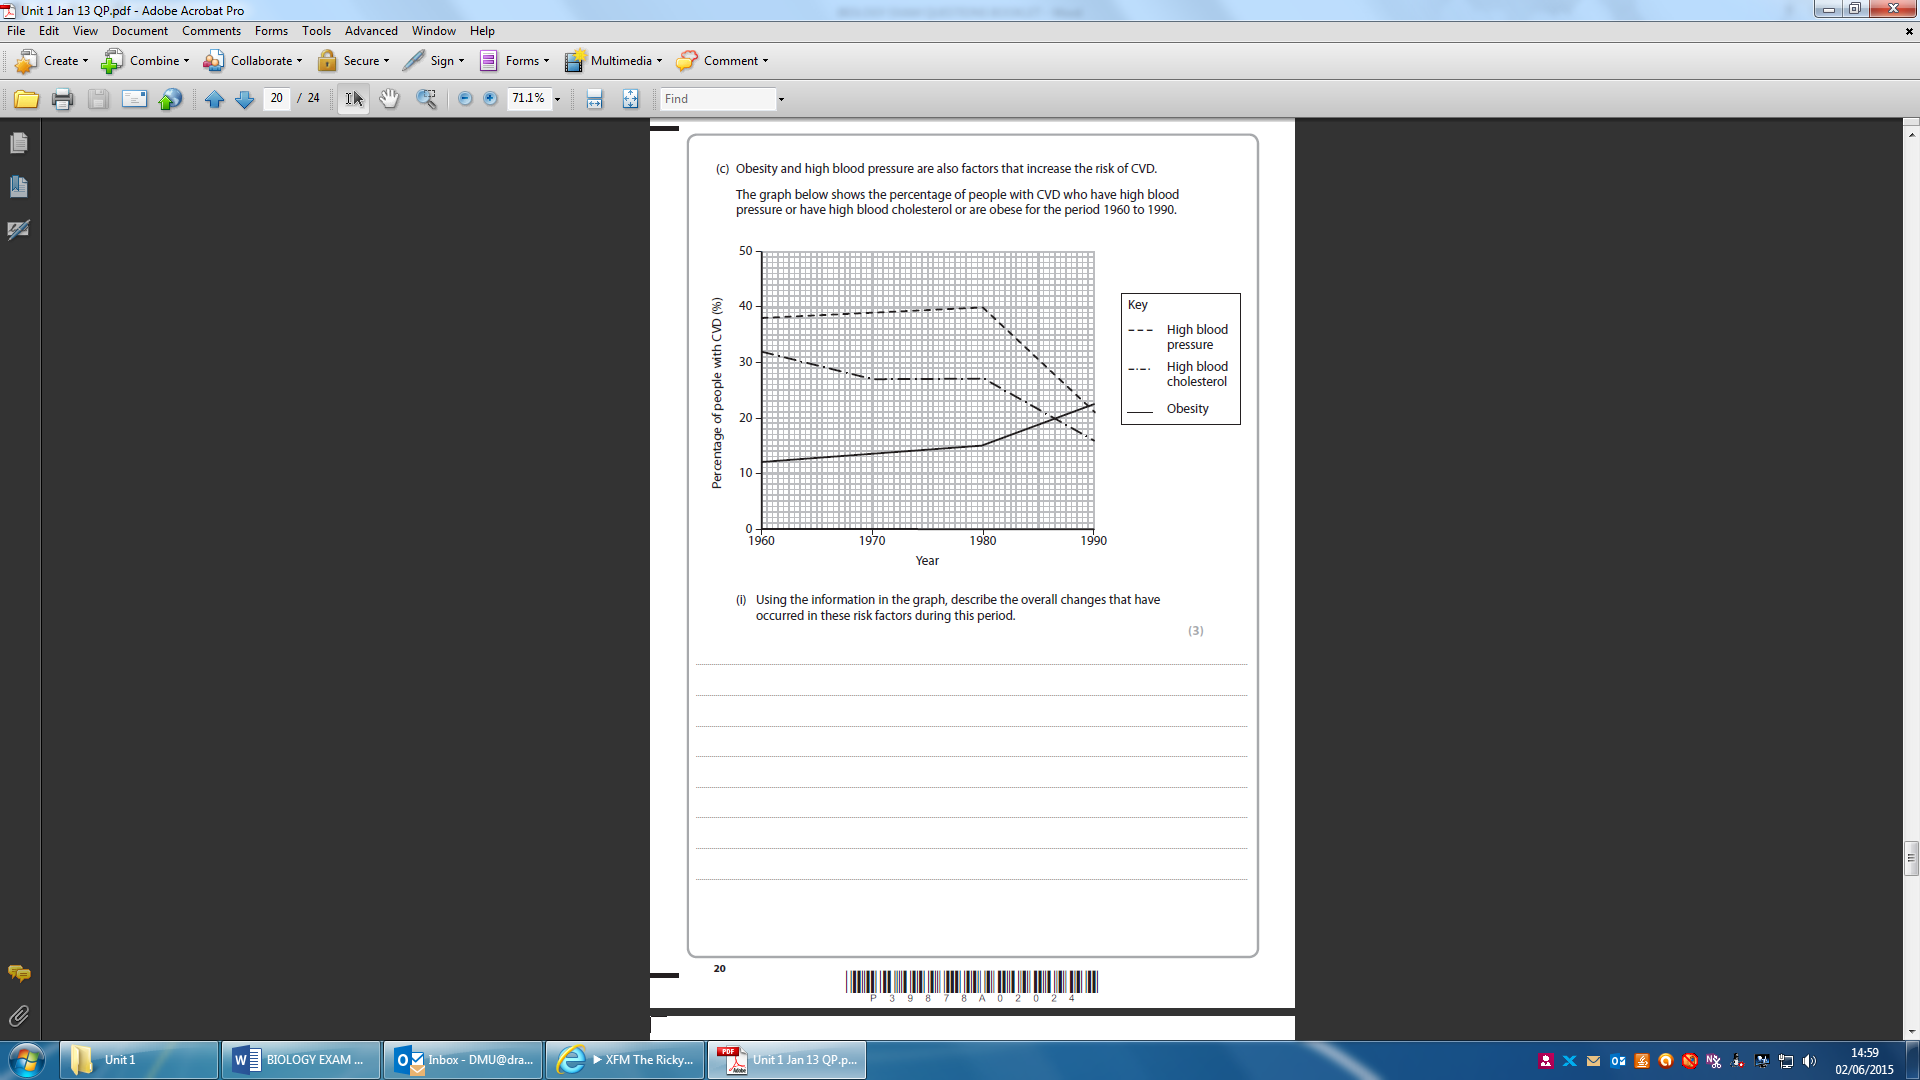 Unit 1 Jan 13 QP.pdf - Adobe Acrobat Pro
File Edit View Document Comments Forms Tools Advanced Window Help
Create Combine Collaborate Secure Sign Forms Multimedia Comment
20 / 24 71.1% Find
(c) Obesity and high blood pressure are also factors that increase the risk of CVD.
The graph below shows the percentage of people with CVD who have high blood
pressure or have high blood cholesterol or are obese for the period 1960 to 1990.
50
40
30
20
10
0
Percentage of people with CVD (%)
1960 1970 1980 1990
Year
Key
High blood
pressure
High blood
cholesterol
Obesity
(i) Using the information in the graph, describe the overall changes that have
occurred in these risk factors during this period.
(3)
20
P 3 9 8 7 8 A 0 2 0 2 4
Unit 1
BIOLOGY EXAM ...
Inbox - DMU@dra...
XFM The Ricky...
Unit 1 Jan 13 QP.p...
14:59
02/06/2015